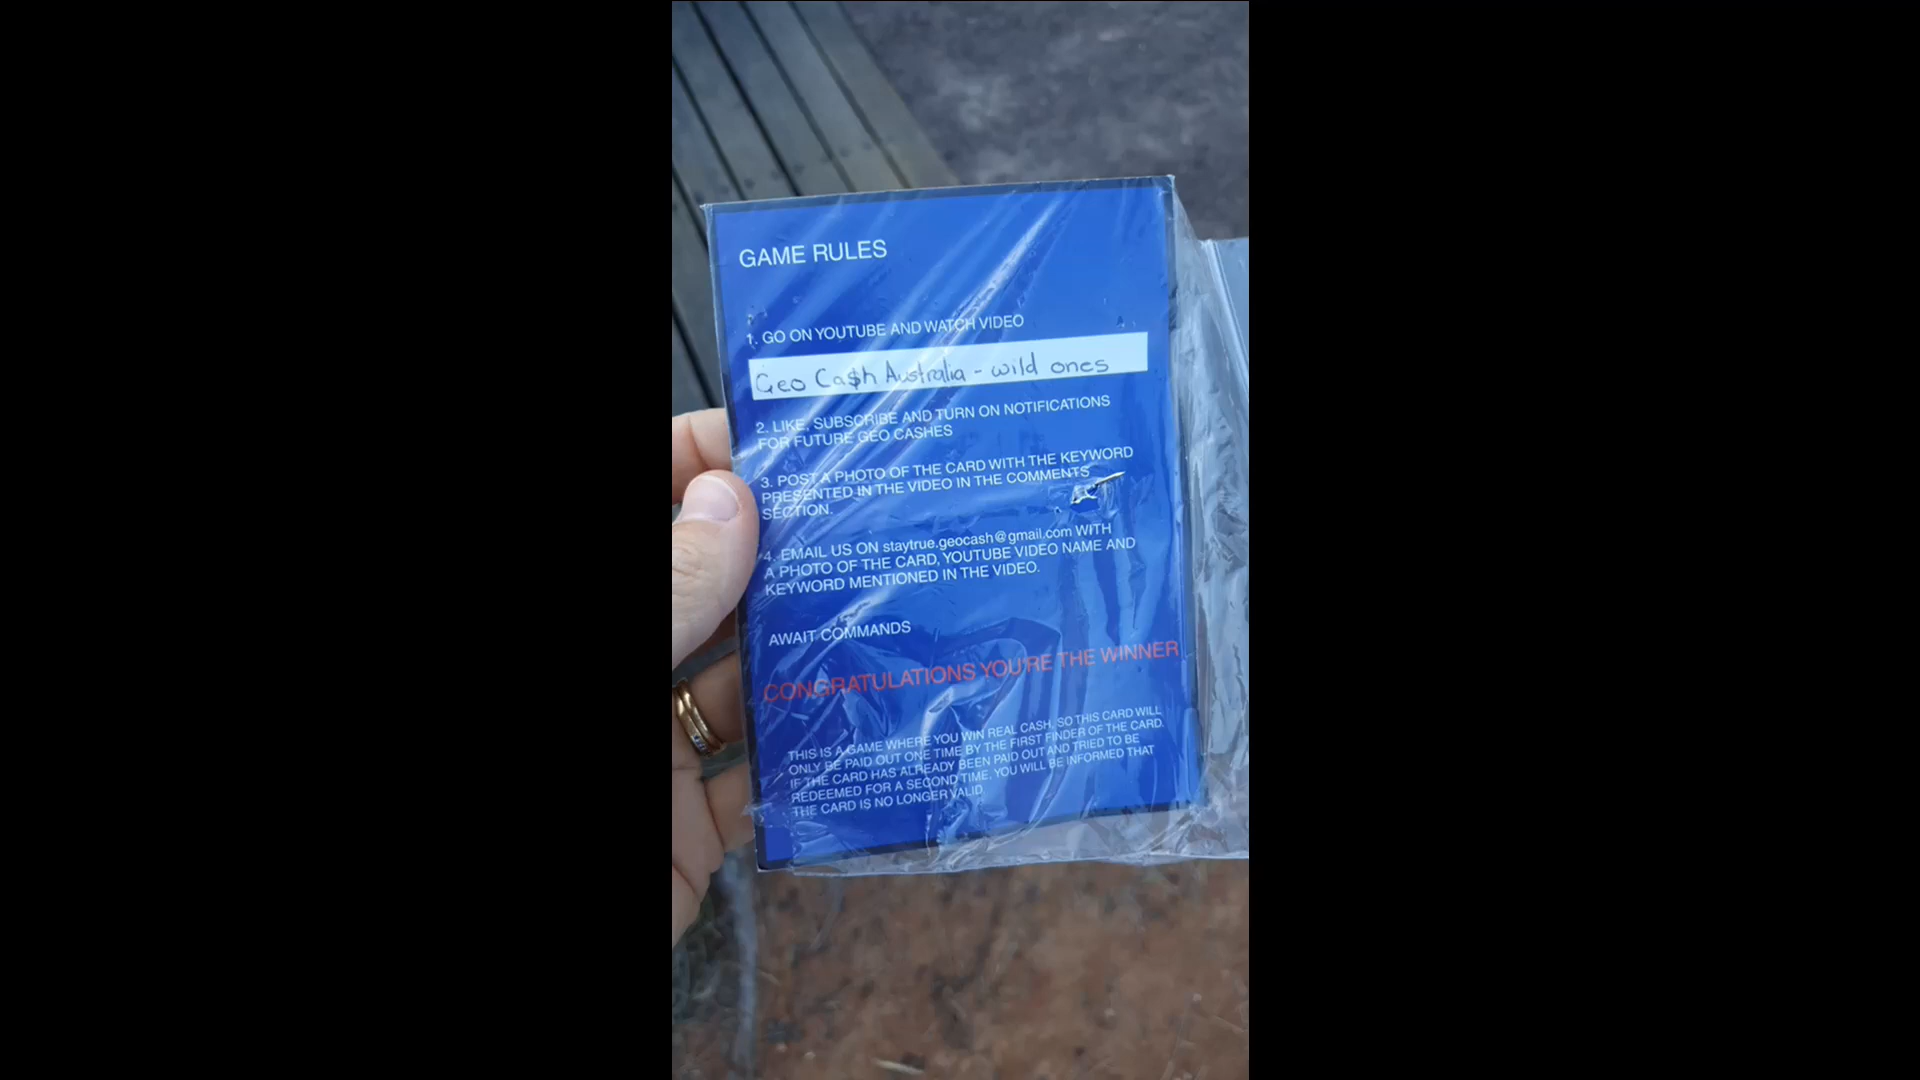 GAME RULES
1. GO ON YOUTUBE AND WATCH VIDEO
Geo Ca$h Australia - wild ones
2. LIKE, SUBSCRIBE AND TURN ON NOTIFICATIONS
FOR FUTURE GEO CASHES
3. POST A PHOTO OF THE CARD WITH THE KEYWORD
PRESENTED IN THE VIDEO IN THE COMMENTS
SECTION.
4. EMAIL US ON staytrue.geocash@gmail.com WITH
A PHOTO OF THE CARD, YOUTUBE VIDEO NAME AND
KEYWORD MENTIONED IN THE VIDEO.
AWAIT COMMANDS
CONGRATULATIONS YOU'RE THE WINNER
THIS IS A GAME WHERE YOU WIN REAL CASH, SO THIS CARD WILL
ONLY BE PAID OUT ONE TIME BY THE FIRST FINDER OF THE CARD.
IF THE CARD HAS ALREADY BEEN PAID OUT AND TRIED TO BE
REDEEMED FOR A SECOND TIME. YOU WILL BE INFORMED THAT
THE CARD IS NO LONGER VALID.